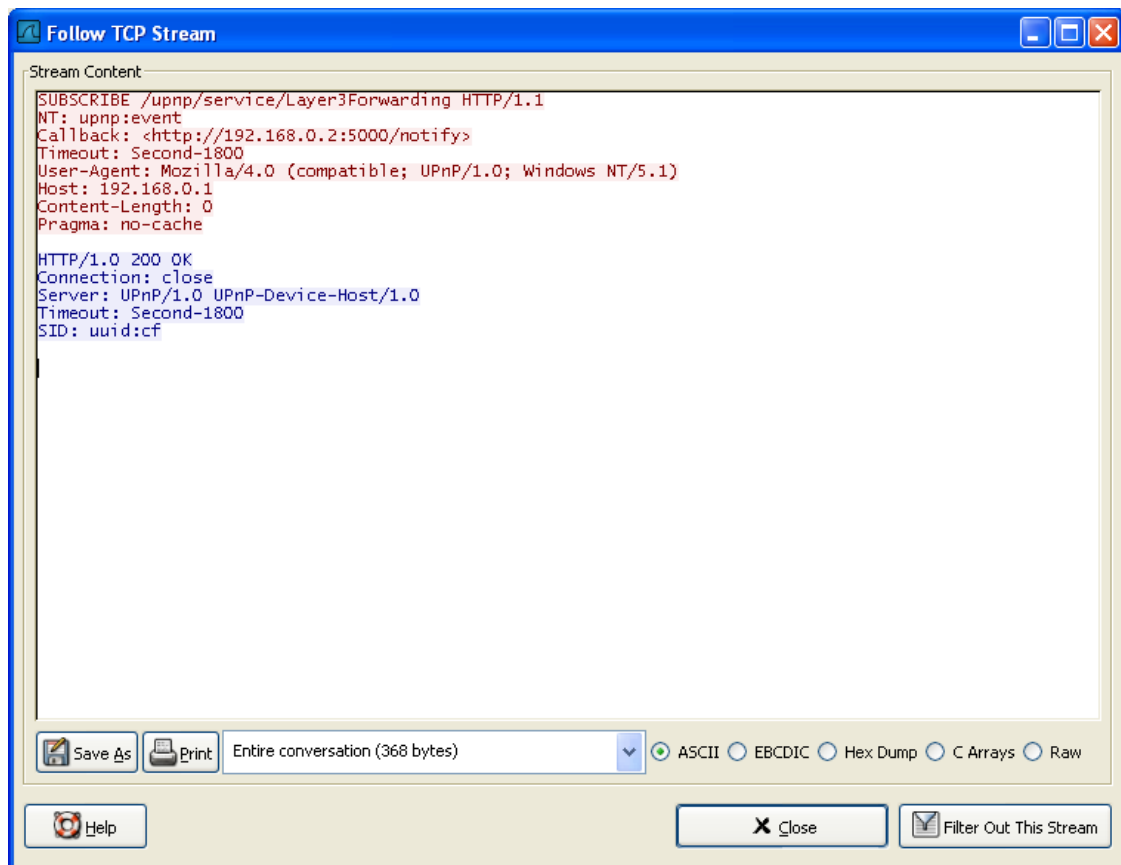 Follow TCP Stream
Stream Content
SUBSCRIBE /upnp/service/Layer3Forwarding HTTP/1.1
NT: upnp:event
Callback: <http://192.168.0.2:5000/notify>
Timeout: Second-1800
User-Agent: Mozilla/4.0 (compatible; UPnP/1.0; Windows NT/5.1)
Host: 192.168.0.1
Content-Length: 0
Pragma: no-cache
HTTP/1.0 200 OK
Connection: close
Server: UPnP/1.0 UPnP-Device-Host/1.0
Timeout: Second-1800
SID: uuid:cf
Save As Print Entire conversation (368 bytes) ASCII EBCDIC Hex Dump C Arrays Raw
Help Close Filter Out This Stream